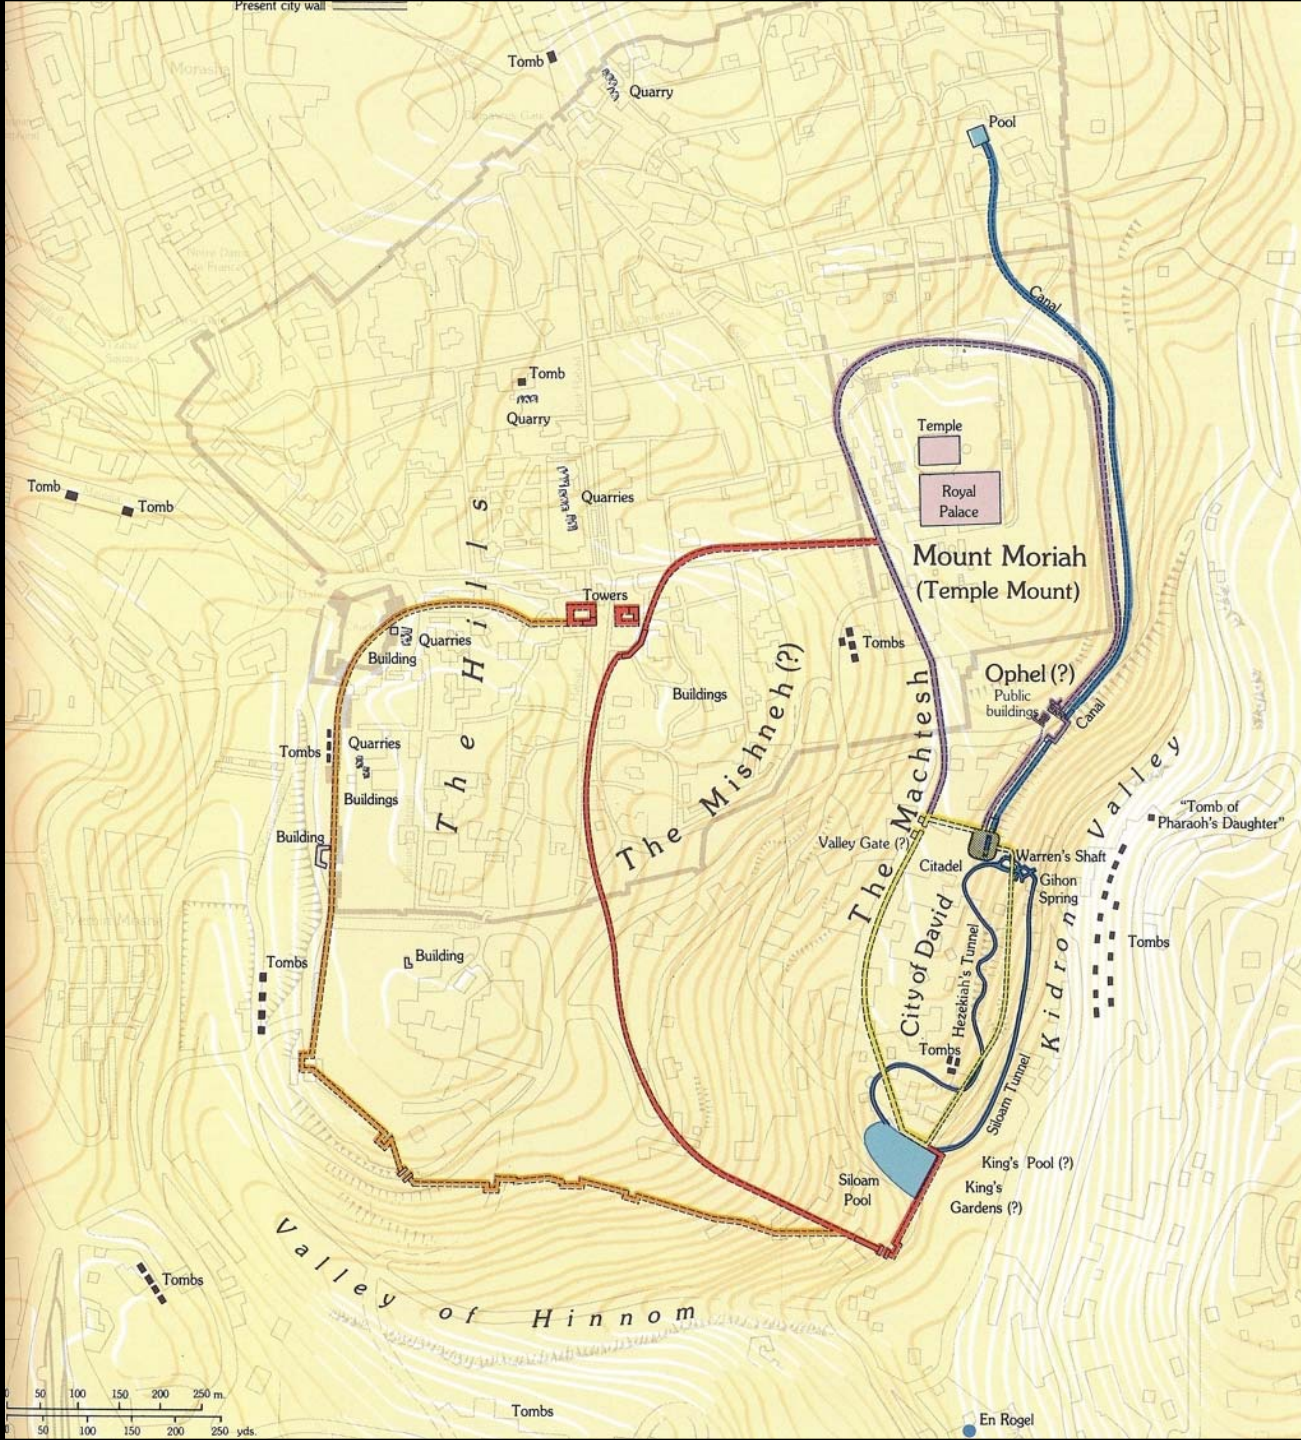 Present city wall
Tomb
Quarry
Pool
Morasha
Canal
Tomb
Quarry
Temple
Royal
Palace
Tomb
Tomb
Quarries
Mount Moriah
(Temple Mount)
Towers
The Hills
Quarries
Building
Tombs
Buildings
Ophel (?)
Public
buildings
Canal
The Mishneh (?)
The Machtesh
Tombs
Quarries
Buildings
Building
Valley Gate (?)
Citadel
Warren's Shaft
Gihon
Spring
"Tomb of
Pharaoh's Daughter"
Kidron Valley
Tombs
Building
Tombs
City of David
Hezekiah's Tunnel
Tombs
Siloam Tunnel
Siloam
Pool
King's Pool (?)
King's
Gardens (?)
Valley of Hinnom
Tombs
Tombs
En Rogel
0 50 100 150 200 250 m.
0 50 100 150 200 250 yds.